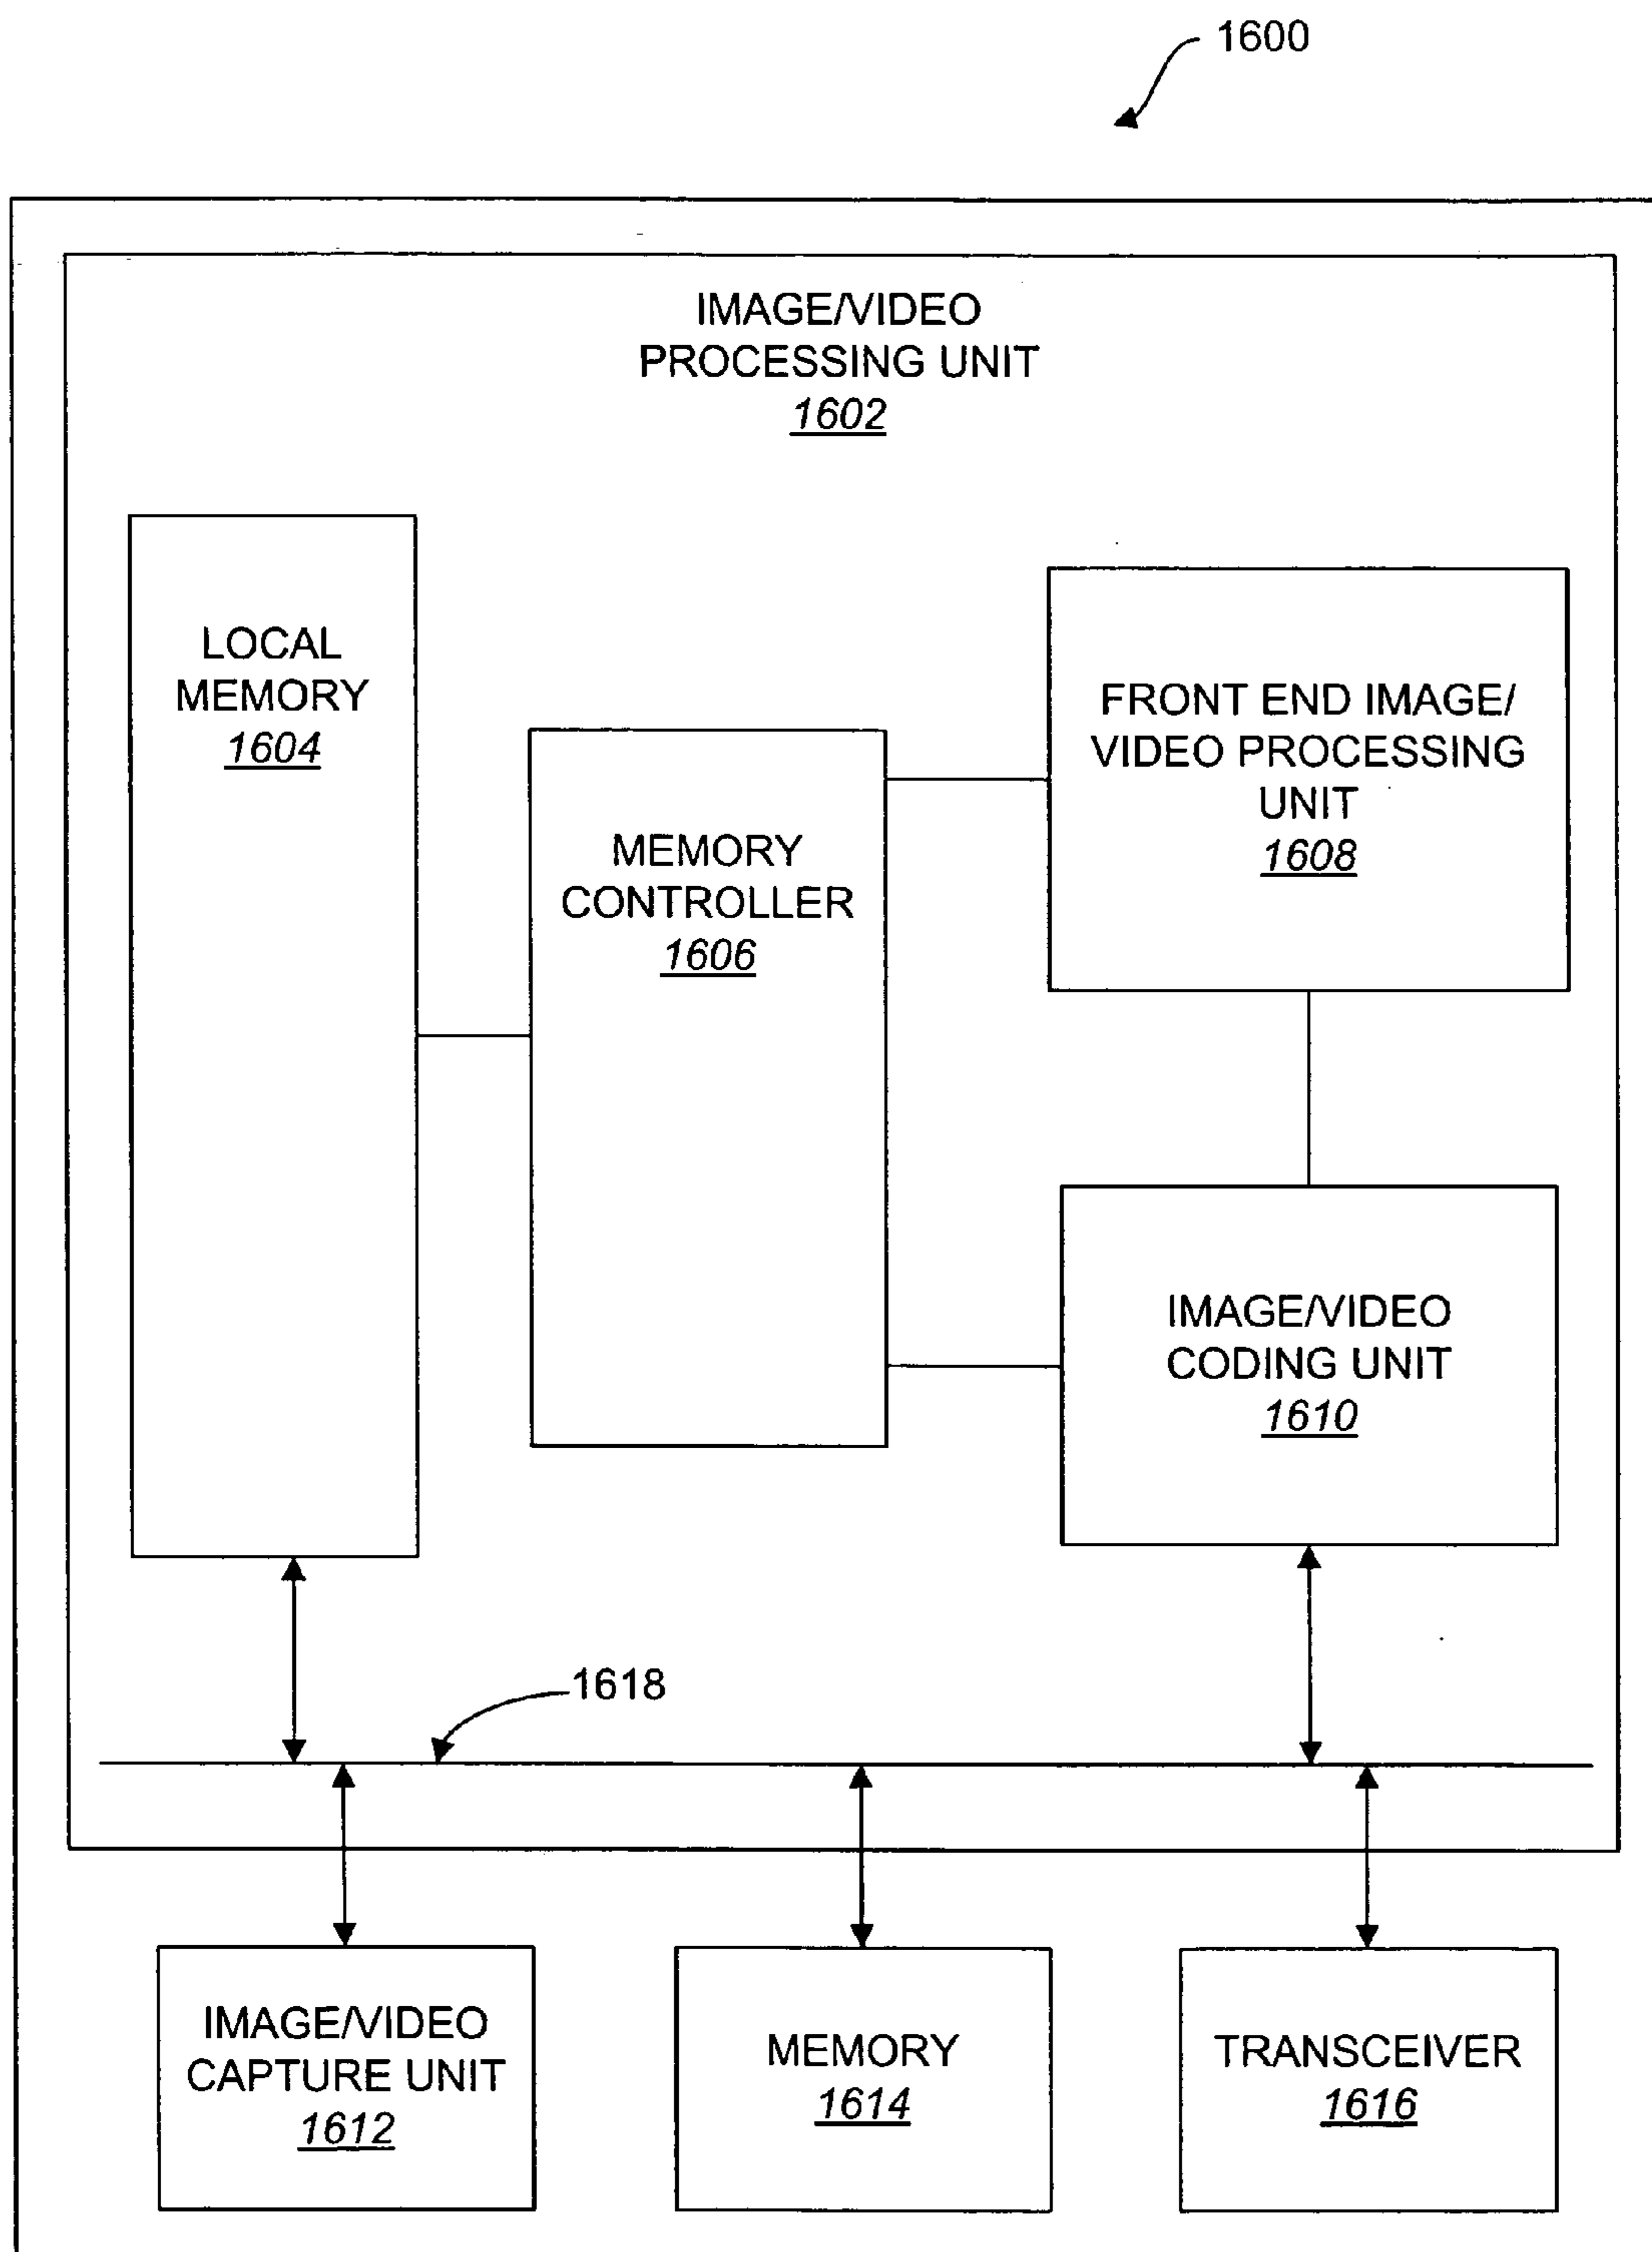 1600
IMAGE/VIDEO
PROCESSING UNIT
1602
LOCAL
MEMORY
1604
MEMORY
CONTROLLER
1606
FRONT END IMAGE/
VIDEO PROCESSING
UNIT
1608
IMAGE/VIDEO
CODING UNIT
1610
1618
IMAGE/VIDEO
CAPTURE UNIT
1612
MEMORY
1614
TRANSCEIVER
1616